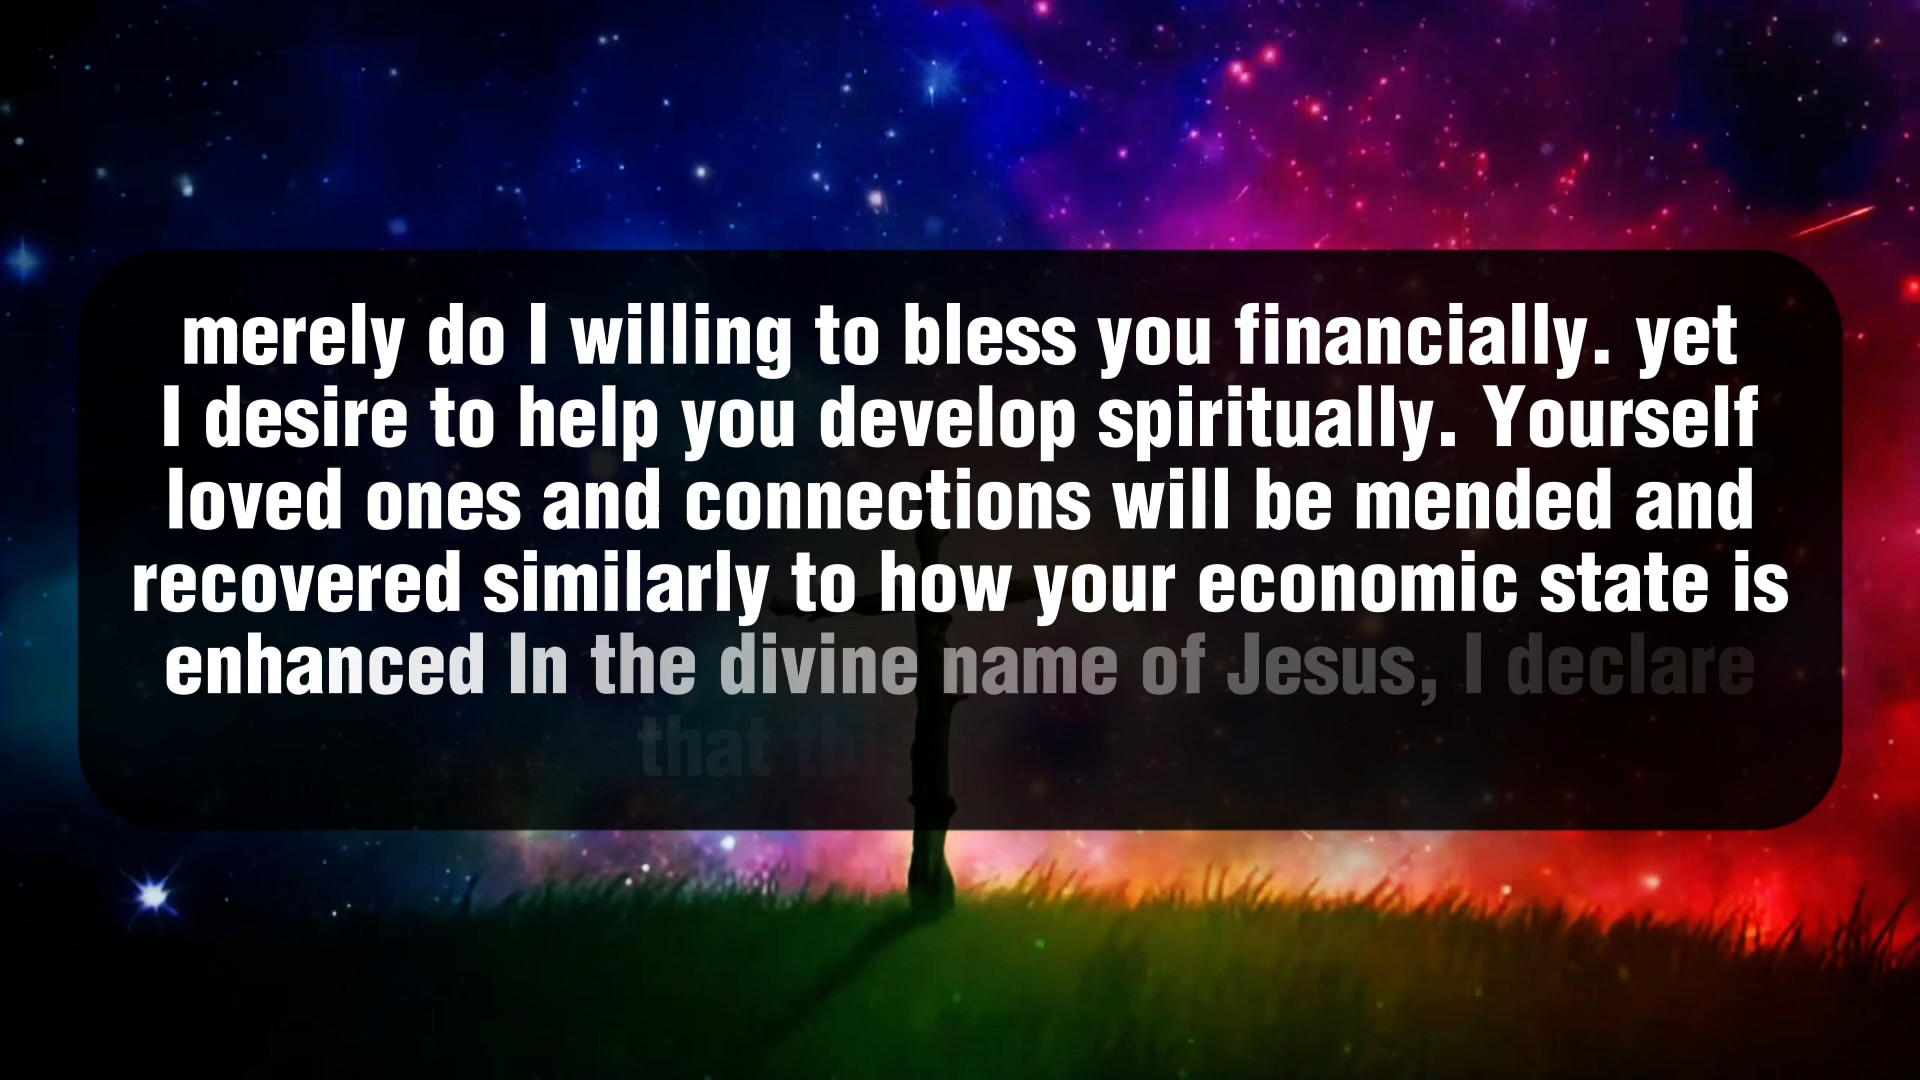 merely do I willing to bless you financially. yet
I desire to help you develop spiritually. Yourself
loved ones and connections will be mended and
recovered similarly to how your economic state is
enhanced In the divine name of Jesus, I declare
that this